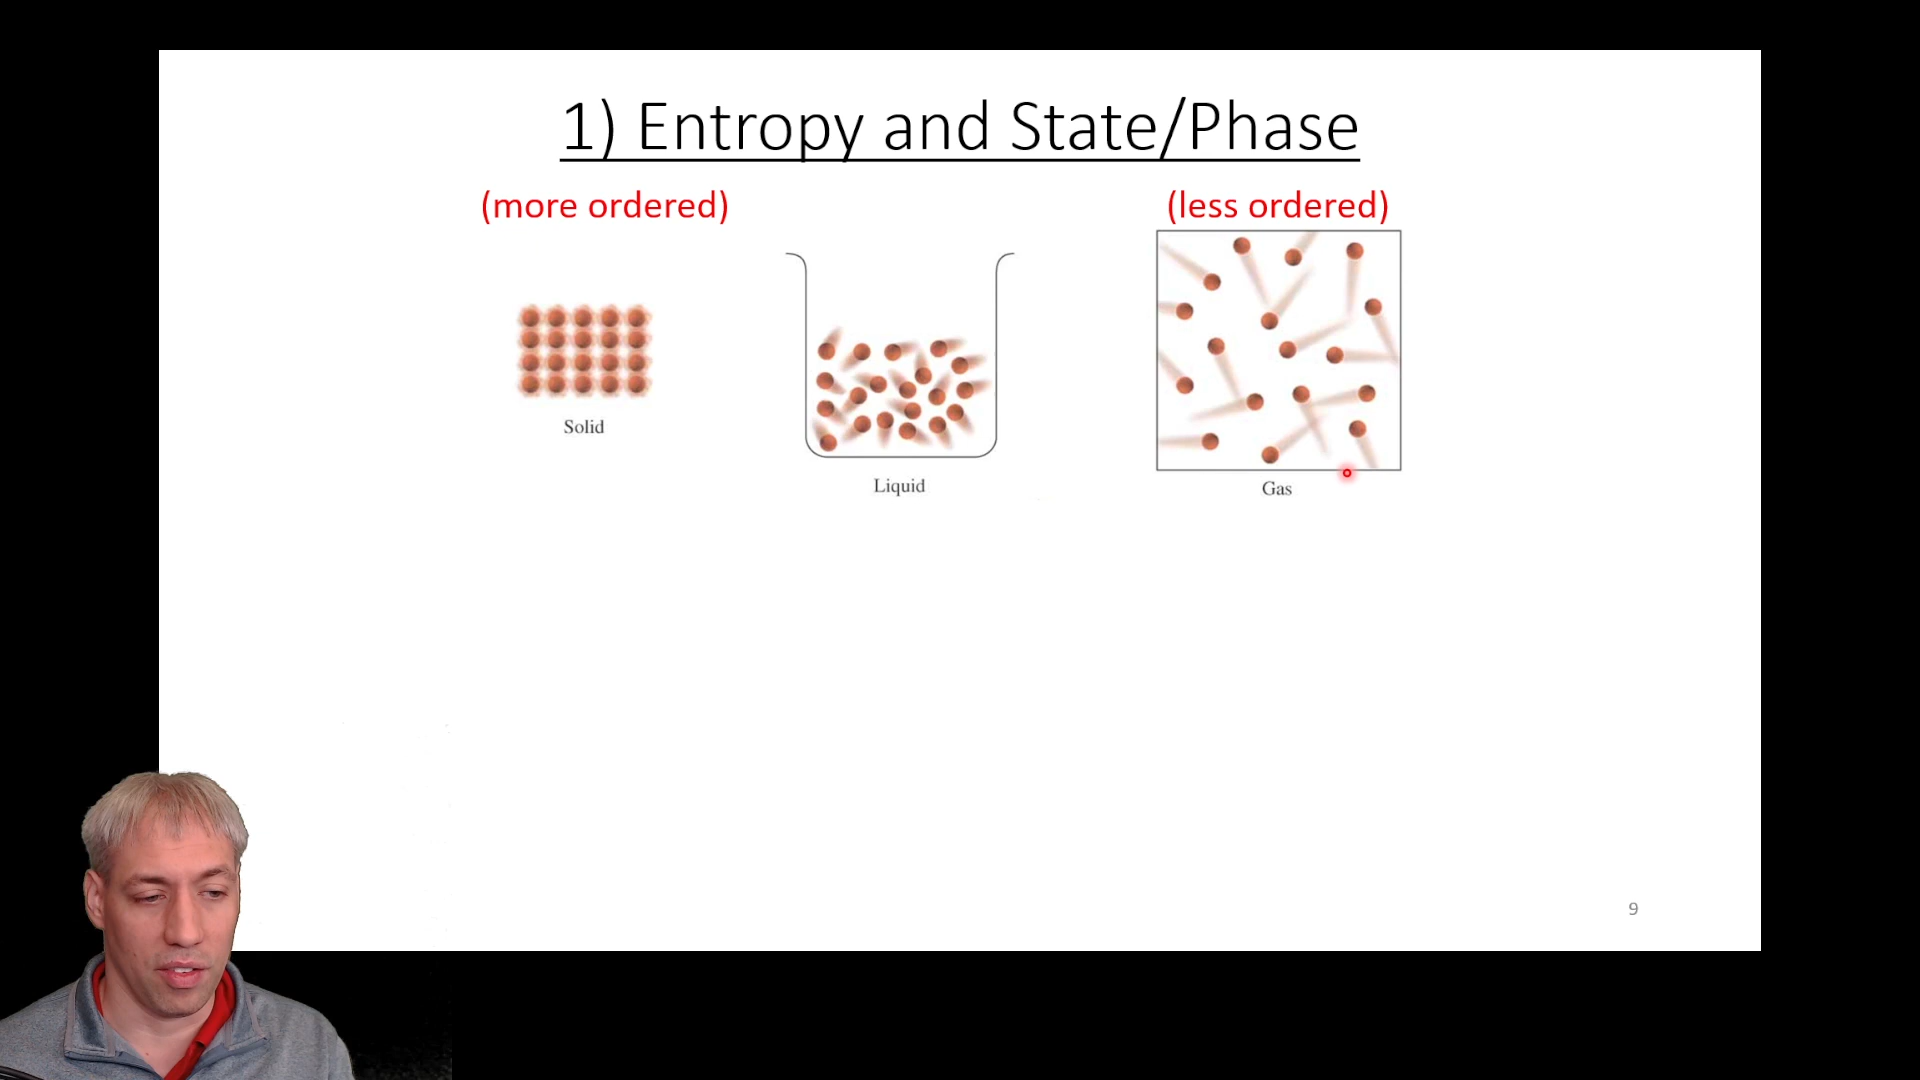 1) Entropy and State/Phase
(more ordered)
(less ordered)
Solid
Liquid
Gas
9